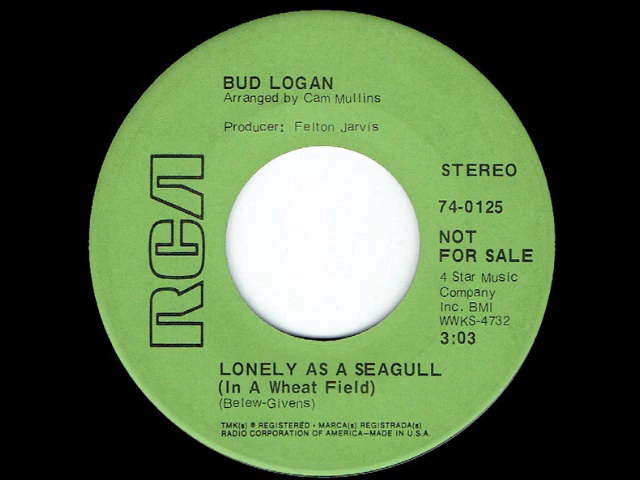 BUD LOGAN
Arranged by Cam Mullins
Producer: Felton Jarvis
RCA
STEREO
74-0125
NOT
FOR SALE
4 Star Music
Company
Inc. BMI
WWKS-4732
3:03
LONELY AS A SEAGULL
(In A Wheat Field)
(Belew-Givens)
TMK(s) ® REGISTERED • MARCA(s) REGISTRADA(s)
RADIO CORPORATION OF AMERICA—MADE IN U.S.A.